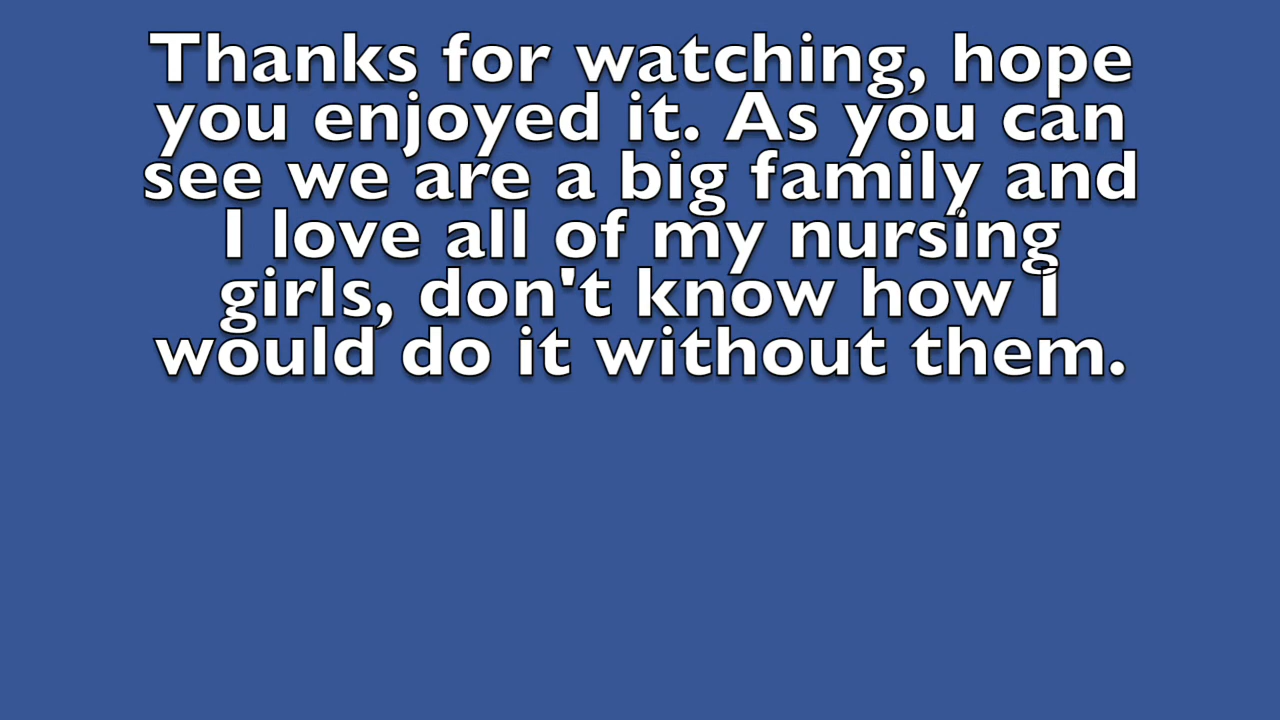 Thanks for watching, hope
you enjoyed it. As you can
see we are a big family and
I love all of my nursing
girls, don't know how I
would do it without them.